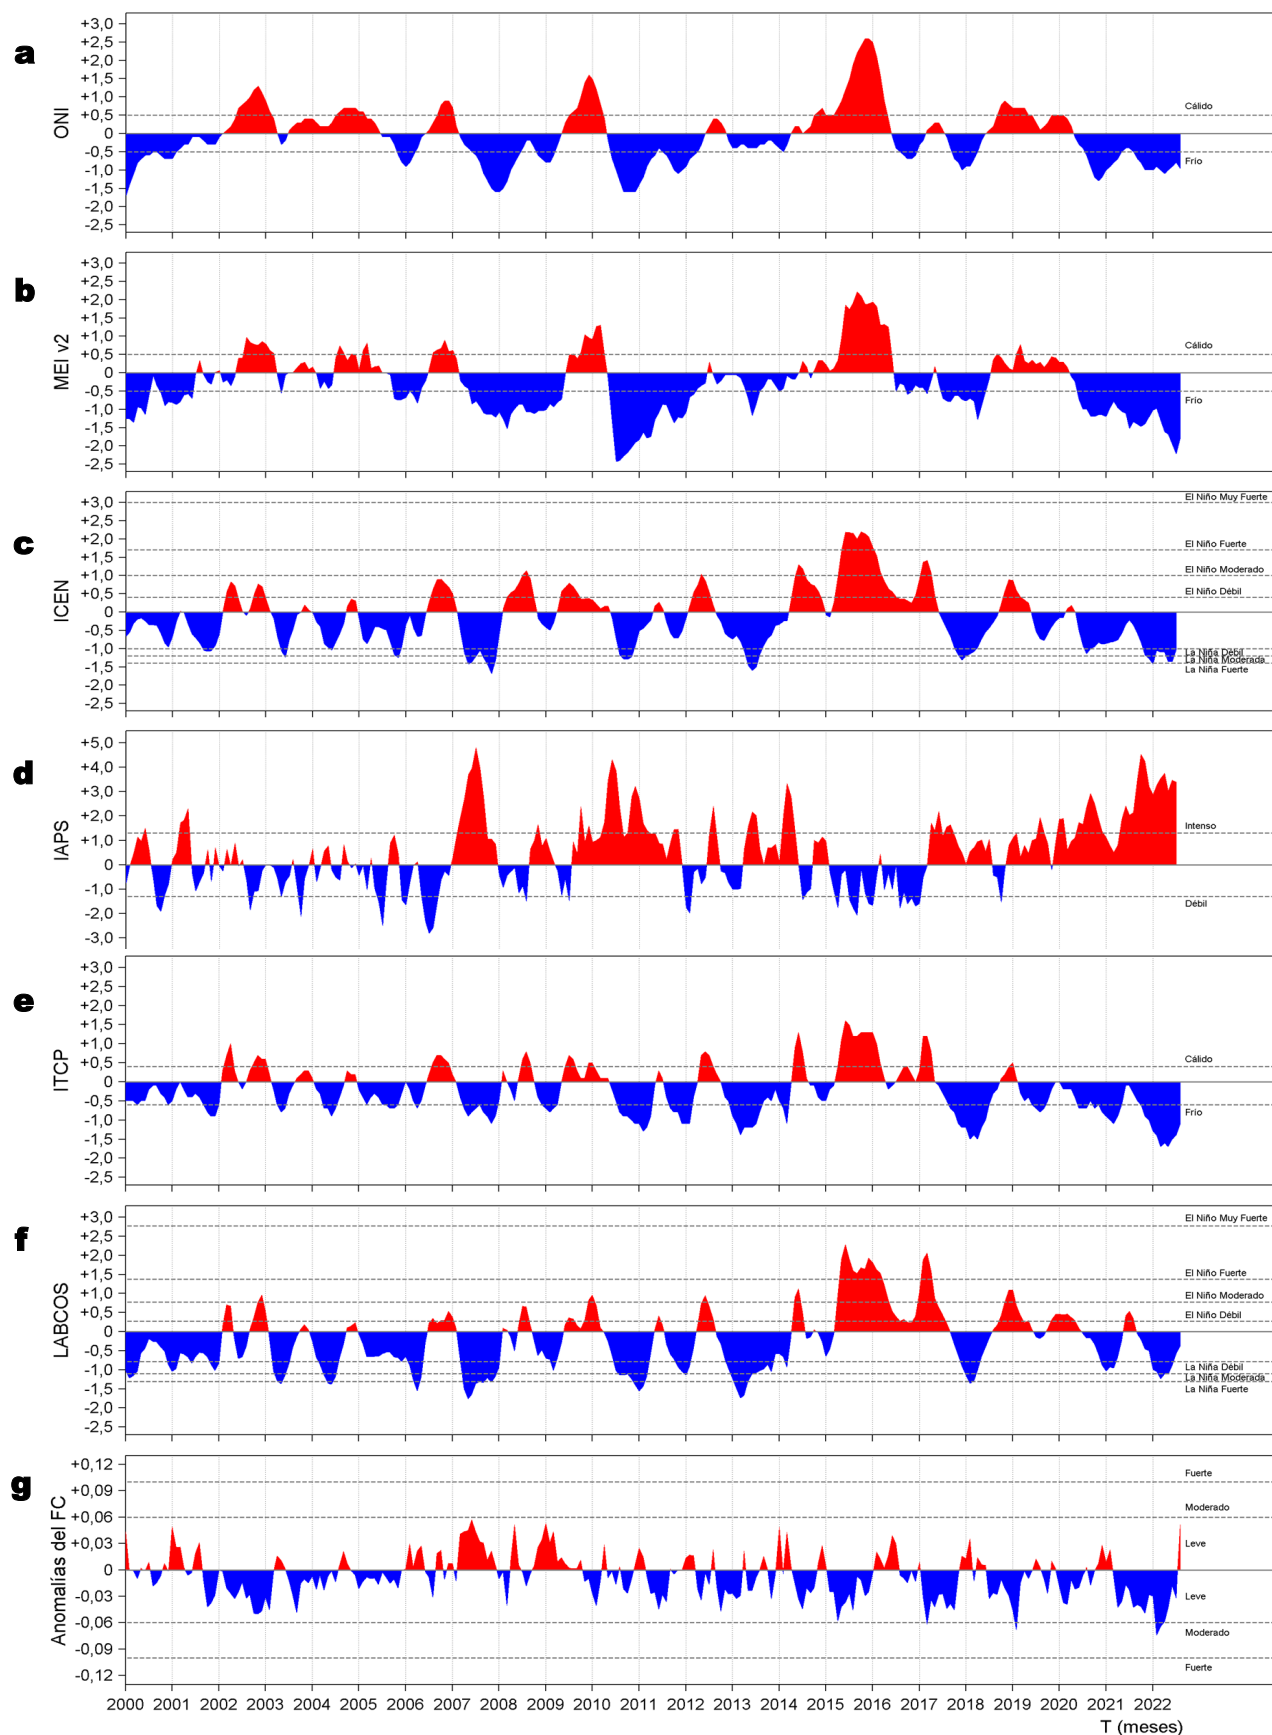 a
ONI
+3,0
+2,5
+2,0
+1,5
+1,0
+0,5
0
-0,5
-1,0
-1,5
-2,0
-2,5
Cálido
Frío
b
MEI v2
+3,0
+2,5
+2,0
+1,5
+1,0
+0,5
0
-0,5
-1,0
-1,5
-2,0
-2,5
Cálido
Frío
c
ICEN
+3,0
+2,5
+2,0
+1,5
+1,0
+0,5
0
-0,5
-1,0
-1,5
-2,0
-2,5
El Niño Muy Fuerte
El Niño Fuerte
El Niño Moderado
El Niño Débil
La Niña Débil
La Niña Moderada
La Niña Fuerte
d
IAPS
+5,0
+4,0
+3,0
+2,0
+1,0
0
-1,0
-2,0
-3,0
Intenso
Débil
e
ITCP
+3,0
+2,5
+2,0
+1,5
+1,0
+0,5
0
-0,5
-1,0
-1,5
-2,0
-2,5
Cálido
Frío
f
LABCOS
+3,0
+2,5
+2,0
+1,5
+1,0
+0,5
0
-0,5
-1,0
-1,5
-2,0
-2,5
El Niño Muy Fuerte
El Niño Fuerte
El Niño Moderado
El Niño Débil
La Niña Débil
La Niña Moderada
La Niña Fuerte
g
Anomalías del FC
+0,12
+0,09
+0,06
+0,03
0
-0,03
-0,06
-0,09
-0,12
Fuerte
Moderado
Leve
Leve
Moderado
Fuerte
2000 2001 2002 2003 2004 2005 2006 2007 2008 2009 2010 2011 2012 2013 2014 2015 2016 2017 2018 2019 2020 2021 2022
T (meses)